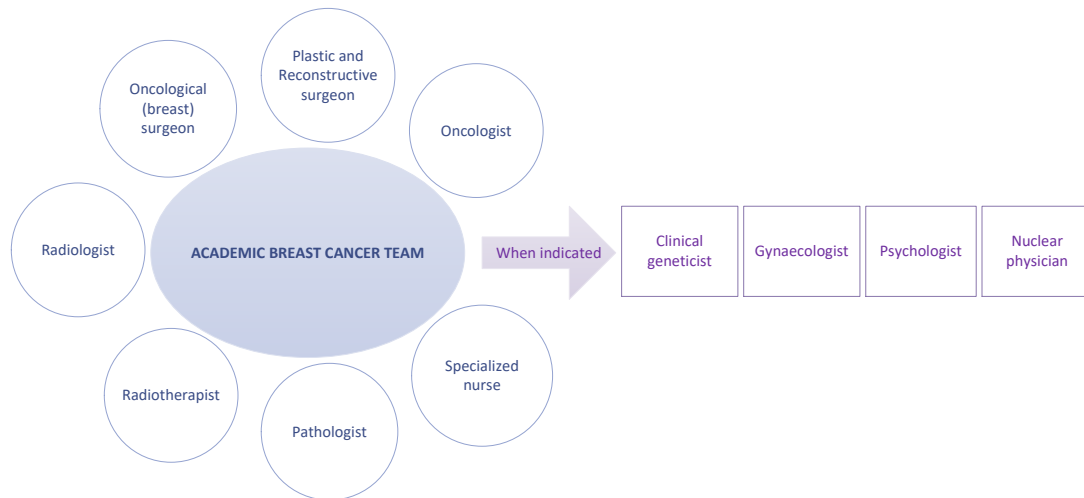 Plastic and
Reconstructive
surgeon
Oncological
(breast)
surgeon
Oncologist
Radiologist
ACADEMIC BREAST CANCER TEAM
When indicated
Clinical
geneticist
Gynaecologist
Psychologist
Nuclear
physician
Specialized
nurse
Radiotherapist
Pathologist